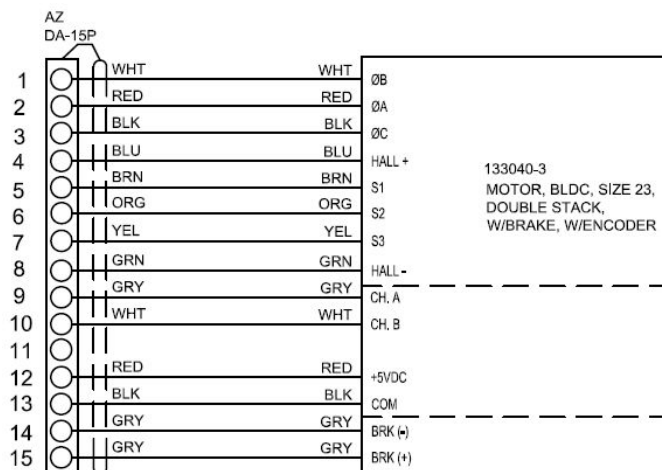 AZ
DA-15P
1 WHT WHT ØB
2 RED RED ØA
3 BLK BLK ØC
4 BLU BLU HALL +
5 BRN BRN S1
6 ORG ORG S2
7 YEL YEL S3
8 GRN GRN HALL -
9 GRY GRY CH. A
10 WHT WHT CH. B
11
12 RED RED +5VDC
13 BLK BLK COM
14 GRY GRY BRK (-)
15 GRY GRY BRK (+)
133040-3
MOTOR, BLDC, SIZE 23,
DOUBLE STACK,
W/BRAKE, W/ENCODER